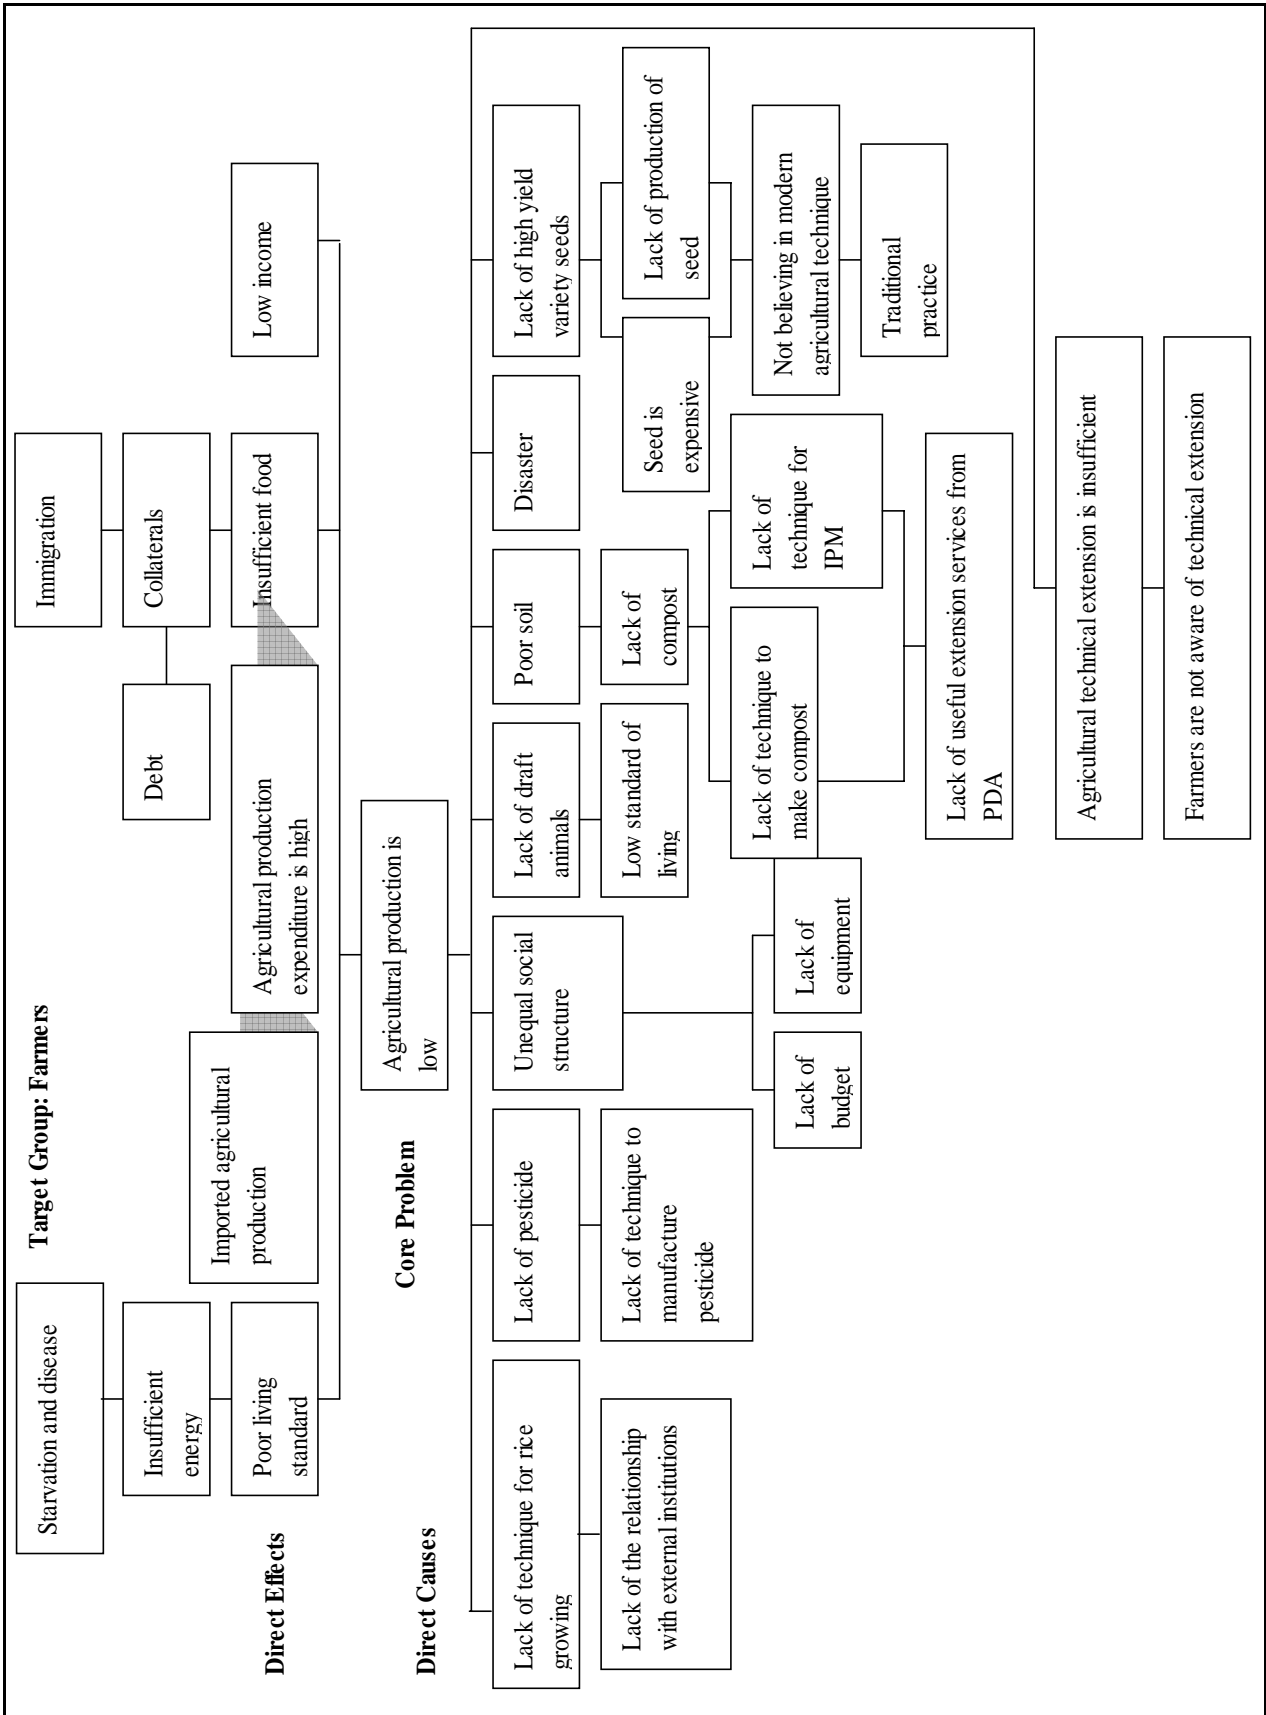 Target Group: Farmers
Starvation and disease
Immigration
Insufficient
energy
Debt
Collaterals
Direct Effects
Poor living
standard
Imported agricultural
production
Agricultural production
expenditure is high
Insufficient food
Low income
Core Problem
Agricultural production is
low
Direct Causes
Lack of technique for rice
growing
Lack of pesticide
Unequal social
structure
Lack of draft
animals
Poor soil
Disaster
Lack of high yield
variety seeds
Lack of the relationship
with external institutions
Lack of technique to
manufacture
pesticide
Low standard of
living
Lack of
compost
Seed is
expensive
Lack of production of
seed
Lack of
budget
Lack of
equipment
Lack of technique to
make compost
Lack of
technique for
IPM
Not believing in modern
agricultural technique
Traditional
practice
Lack of useful extension services from
PDA
Agricultural technical extension is insufficient
Farmers are not aware of technical extension